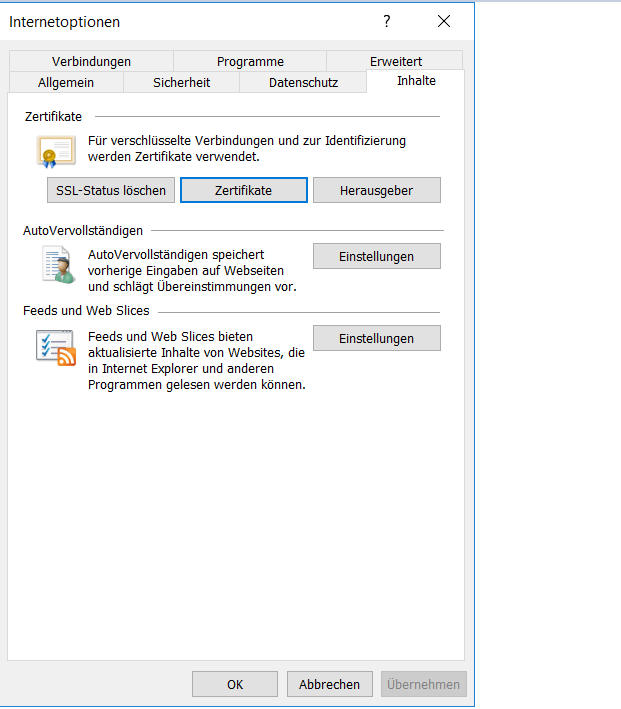 Internetoptionen ?
Verbindungen Programme Erweitert
Allgemein Sicherheit Datenschutz Inhalte
Zertifikate
Für verschlüsselte Verbindungen und zur Identifizierung
werden Zertifikate verwendet.
SSL-Status löschen Zertifikate Herausgeber
AutoVervollständigen
AutoVervollständigen speichert
vorherige Eingaben auf Webseiten
und schlägt Übereinstimmungen vor.
Einstellungen
Feeds und Web Slices
Feeds und Web Slices bieten
aktualisierte Inhalte von Websites, die
in Internet Explorer und anderen
Programmen gelesen werden können.
Einstellungen
OK Abbrechen Übernehmen